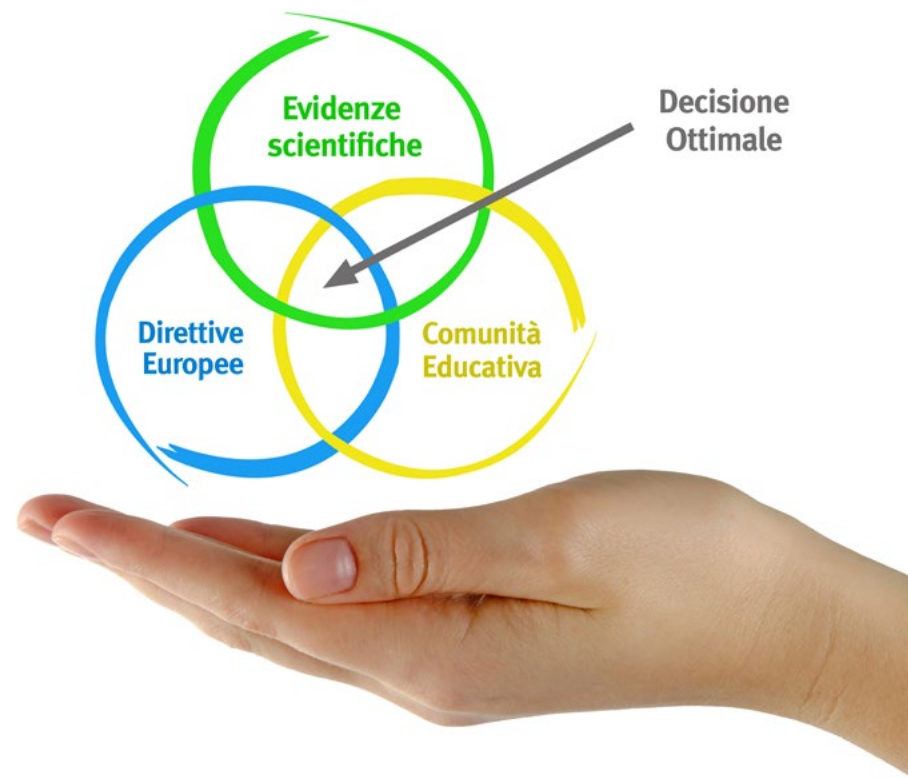 Evidenze
scientifiche
Decisione
Ottimale
Direttive
Europee
Comunità
Educativa